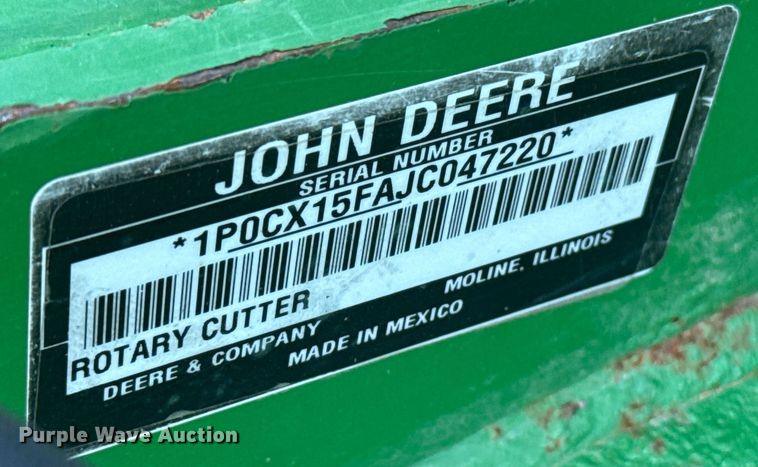 JOHN DEERE
SERIAL NUMBER
*1P0CX15FAJC047220*
ROTARY CUTTER
DEERE & COMPANY MOLINE, ILLINOIS
MADE IN MEXICO
Purple Wave Auction